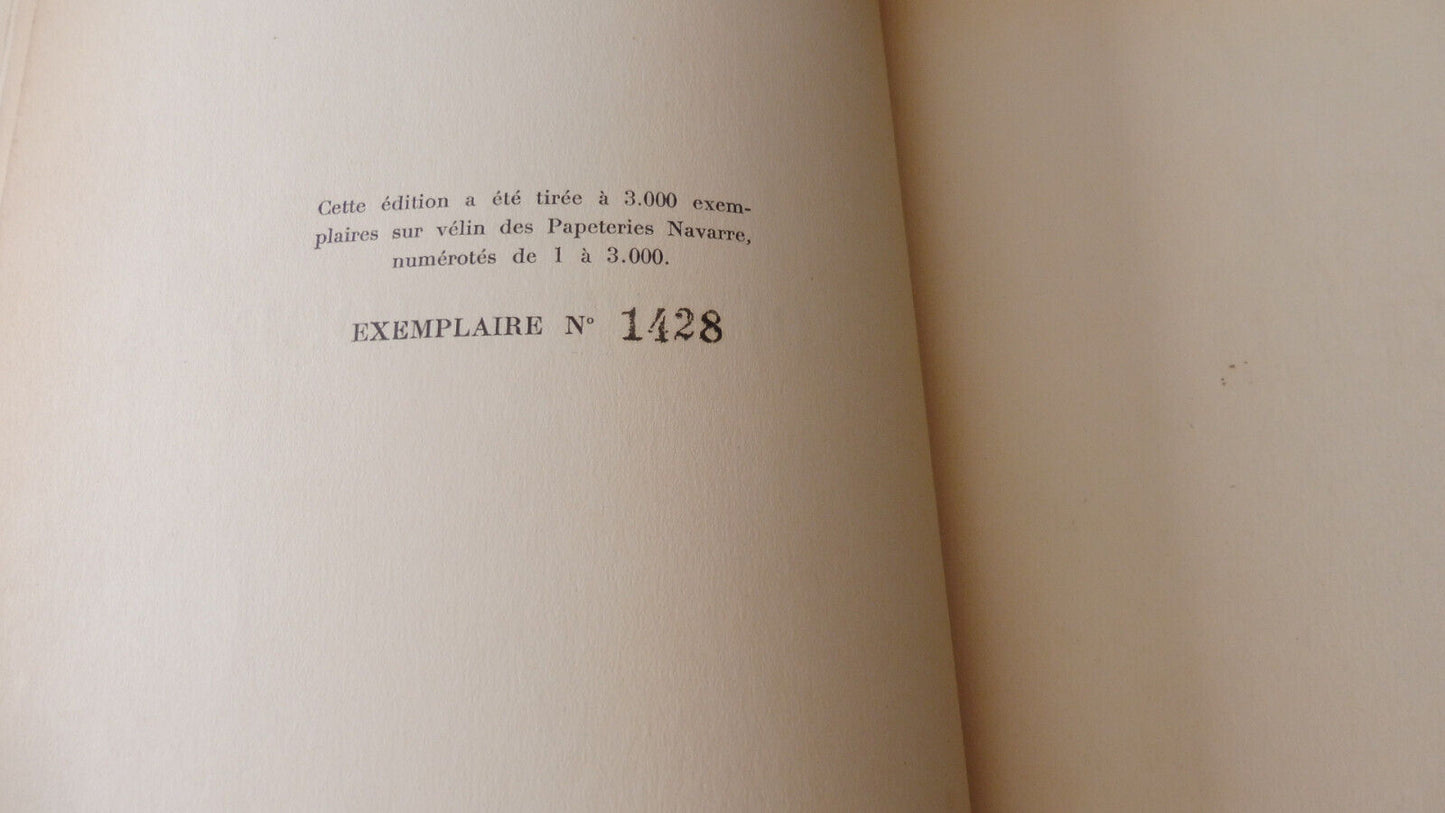 Cette édition a été tirée à 3.000 exem-
plaires sur vélin des Papeteries Navarre,
numérotés de 1 à 3.000.
EXEMPLAIRE N° 1428